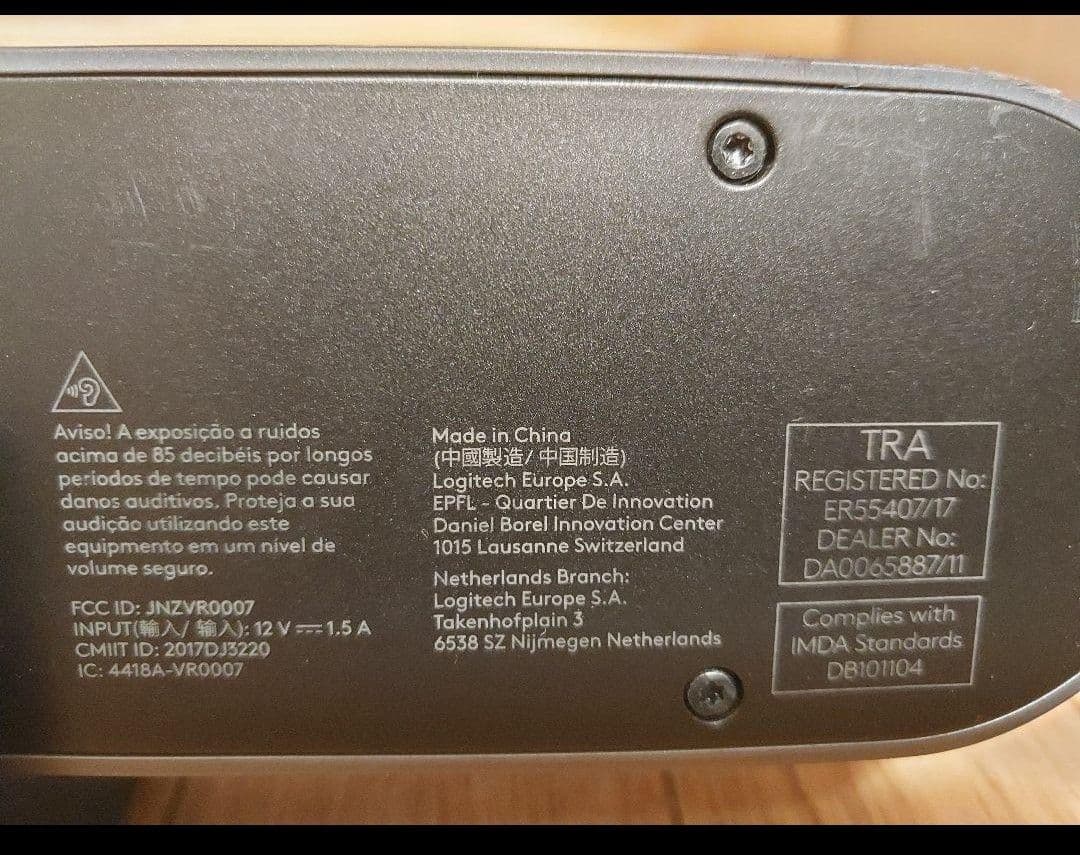 Aviso! A exposição a ruidos
acima de 85 decibéis por longos
periodos de tempo pode causar
danos auditivos. Proteja a sua
audição utilizando este
equipmento em um nível de
volume seguro.
FCC ID: JNZVR0007
INPUT(輸入/ 输入): 12 V ⎓ 1.5 A
CMIIT ID: 2017DJ3220
IC: 4418A-VR0007
Made in China
(中國製造/ 中国制造)
Logitech Europe S.A.
EPFL - Quartier De Innovation
Daniel Borel Innovation Center
1015 Lausanne Switzerland
Netherlands Branch:
Logitech Europe S.A.
Takenhofplain 3
6538 SZ Nijmegen Netherlands
TRA
REGISTERED No:
ER55407/17
DEALER No:
DA0065887/11
Complies with
IMDA Standards
DB101104